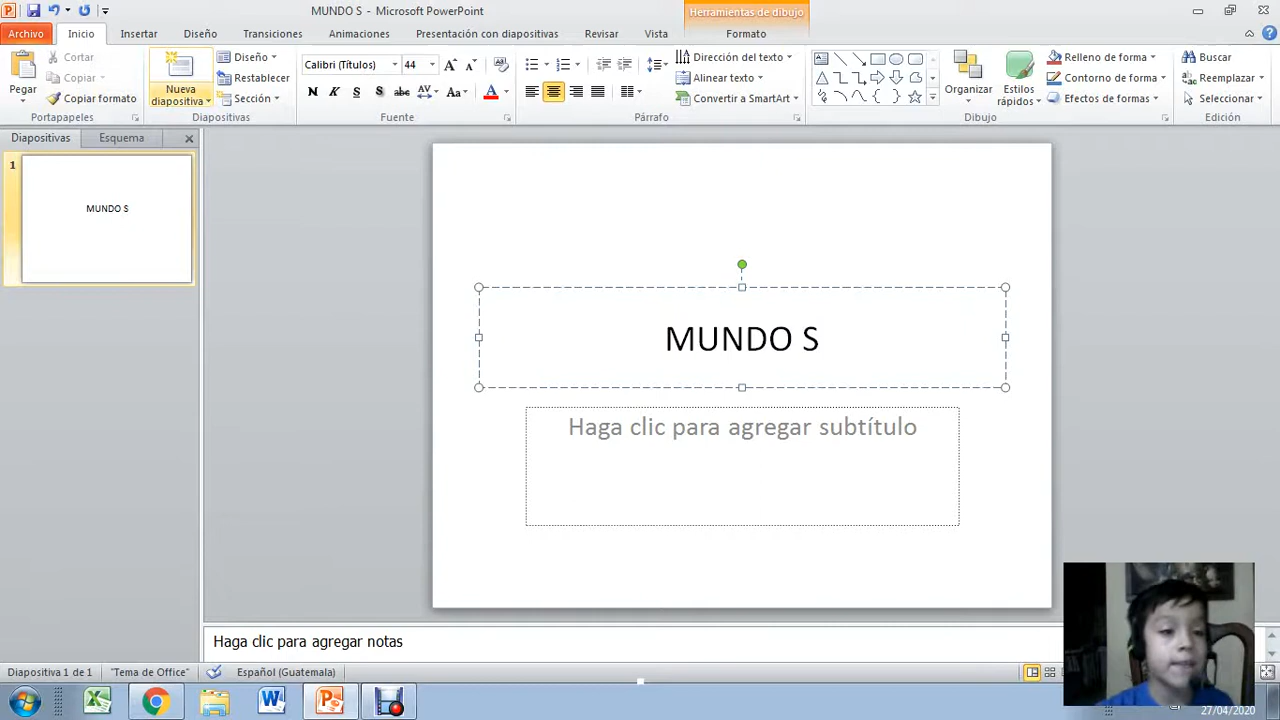 MUNDO S - Microsoft PowerPoint
Herramientas de dibujo
Archivo Inicio Insertar Diseño Transiciones Animaciones Presentación con diapositivas Revisar Vista Formato
Pegar
Cortar
Copiar
Copiar formato
Portapapeles
Nueva
diapositiva
Diseño
Restablecer
Sección
Diapositivas
Calibri (Títulos) 44
N K S S abc AV Aa A
Fuente
Párrafo
Dirección del texto
Alinear texto
Convertir a SmartArt
Organizar
Estilos
rápidos
Relleno de forma
Contorno de forma
Efectos de formas
Dibujo
Buscar
Reemplazar
Seleccionar
Edición
Diapositivas Esquema
1
MUNDO S
MUNDO S
Haga clic para agregar subtítulo
Haga clic para agregar notas
Diapositiva 1 de 1 "Tema de Office" Español (Guatemala)
27/04/2020